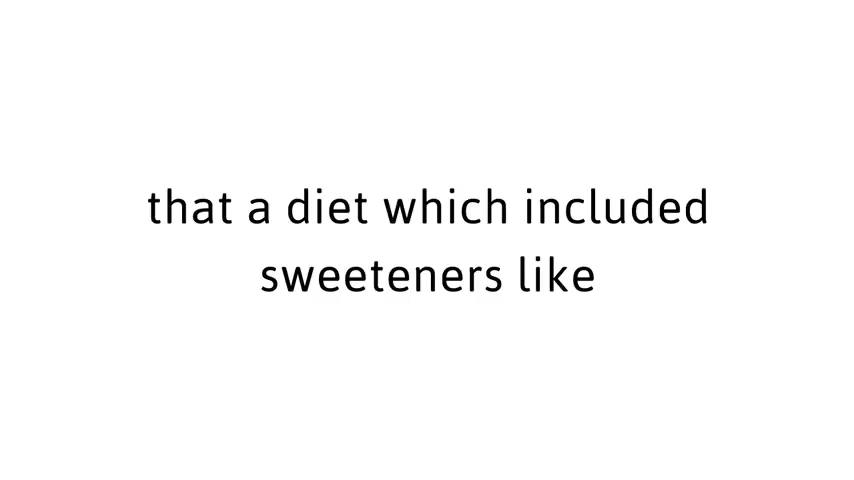 that a diet which included
sweeteners like